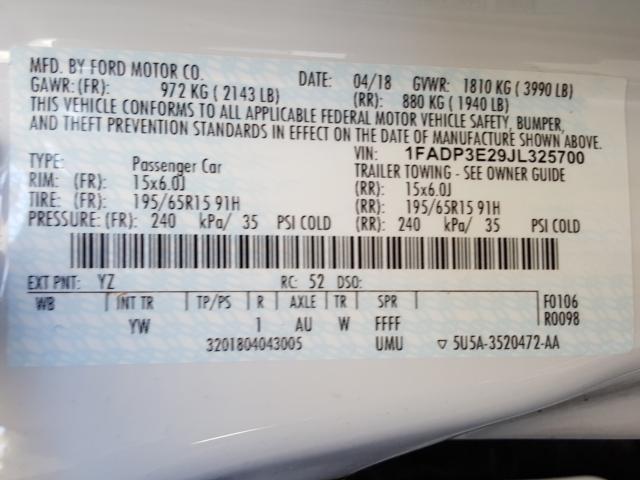 MFD. BY FORD MOTOR CO. DATE: 04/18 GVWR: 1810 KG ( 3990 LB)
GAWR:(FR): 972 KG ( 2143 LB) (RR): 880 KG ( 1940 LB)
THIS VEHICLE CONFORMS TO ALL APPLICABLE FEDERAL MOTOR VEHICLE SAFETY, BUMPER,
AND THEFT PREVENTION STANDARDS IN EFFECT ON THE DATE OF MANUFACTURE SHOWN ABOVE.
VIN: 1FADP3E29JL325700
TYPE: Passenger Car TRAILER TOWING - SEE OWNER GUIDE
RIM: (FR): 15x6.0J (RR): 15x6.0J
TIRE: (FR): 195/65R15 91H (RR): 195/65R15 91H
PRESSURE: (FR): 240 kPa/ 35 PSI COLD (RR): 240 kPa/ 35 PSI COLD
EXT PNT: YZ RC: 52 DSO:
WB INT TR TP/PS R AXLE TR SPR F0106
YW 1 AU W FFFF R0098
3201804043005 UMU ▽ 5U5A-3520472-AA